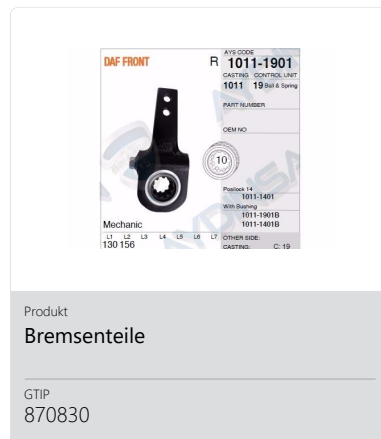 DAF FRONT
R
AYS CODE
1011-1901
CASTING CONTROL UNIT
1011 19 Ball & Spring
PART NUMBER
OEM NO
10
Poslock 14
1011-1401
With Bushing
1011-1901B
1011-1401B
Mechanic
L1 L2 L3 L4 L5 L6 L7
130 156
OTHER SIDE:
CASTING: C: 19
AYDINSA
Produkt
Bremsenteile
GTIP
870830